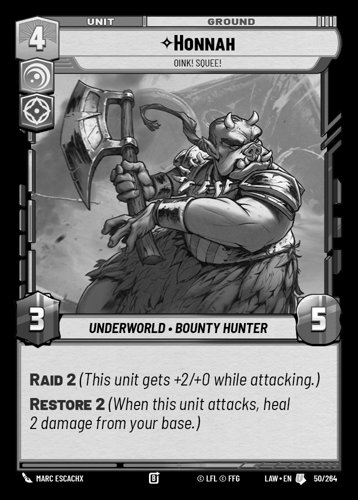 UNIT
GROUND
4
✧HONNAH
OINK! SQUEE!
3
5
UNDERWORLD • BOUNTY HUNTER
RAID 2 (This unit gets +2/+0 while attacking.)
RESTORE 2 (When this unit attacks, heal
2 damage from your base.)
MARC ESCACHX
© LFL © FFG
LAW • EN
50/264